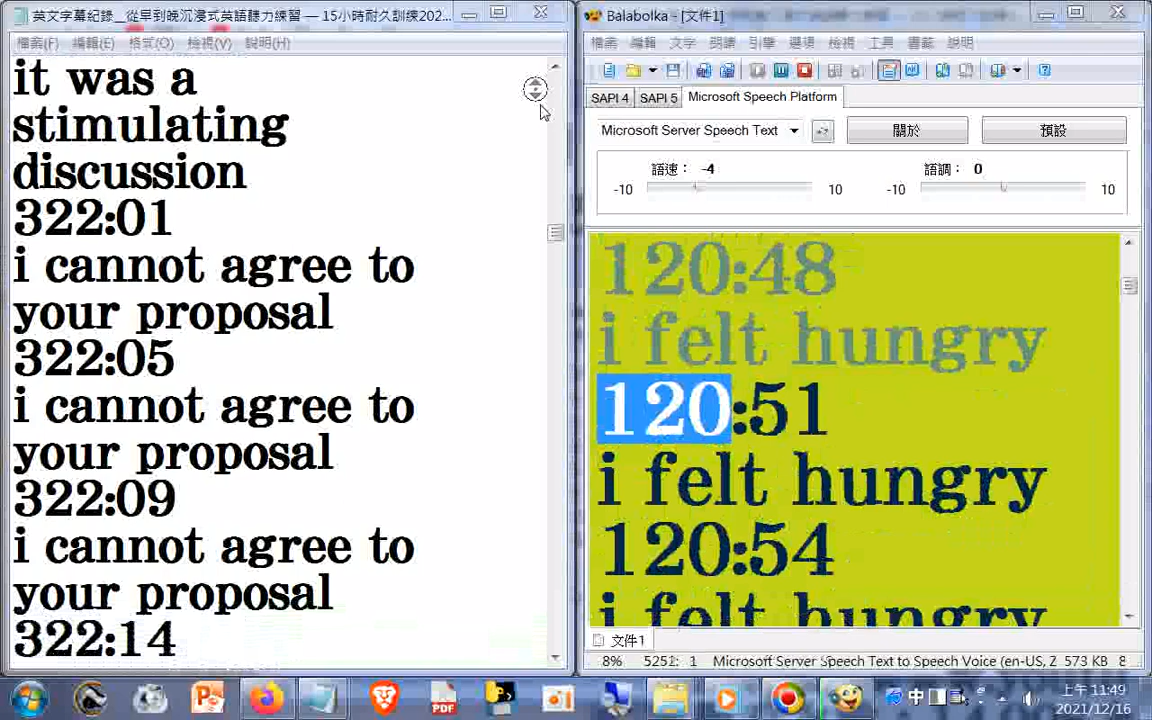 英文字幕紀錄__從早到晚沉浸式英語聽力練習 — 15小時耐久訓練202...
檔案(F) 編輯(E) 格式(O) 檢視(V) 說明(H)
it was a
stimulating
discussion
322:01
i cannot agree to
your proposal
322:05
i cannot agree to
your proposal
322:09
i cannot agree to
your proposal
322:14
Balabolka - [文件1]
檔案 編輯 文字 朗讀 引擎 選項 檢視 工具 書籤 說明
SAPI 4 SAPI 5 Microsoft Speech Platform
Microsoft Server Speech Text 關於 預設
語速: -4 語調: 0
-10 10 -10 10
120:48
i felt hungry
120:51
i felt hungry
120:54
i felt hungry
文件1
8% 5251: 1 Microsoft Server Speech Text to Speech Voice (en-US, 2 573 KB 8
PDF 中 上午 11:49
2021/12/16